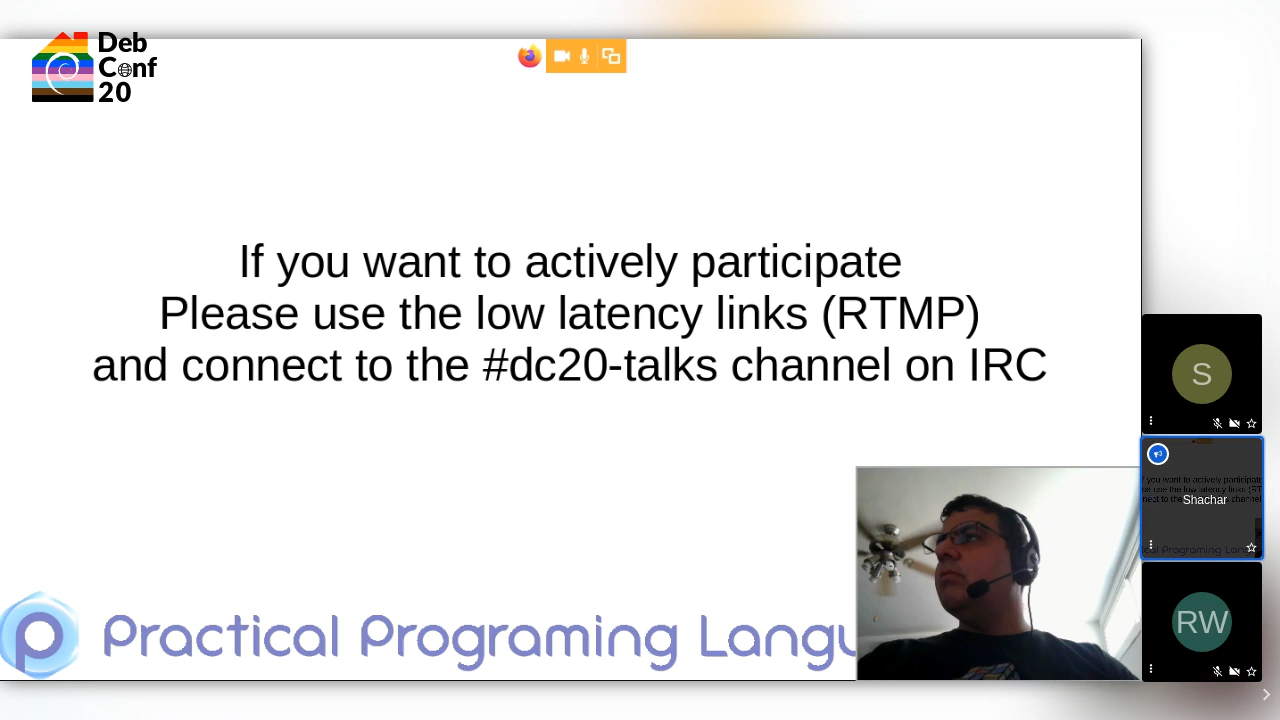 Deb
Conf
20
If you want to actively participate
Please use the low latency links (RTMP)
and connect to the #dc20-talks channel on IRC
Practical Programing Langu
S
Shachar
RW